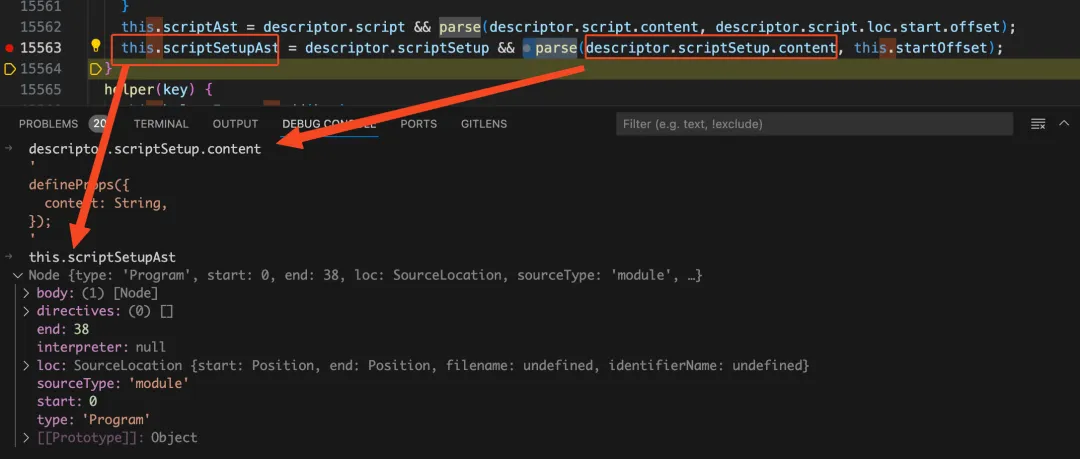 15561 }
15562 this.scriptAst = descriptor.script && parse(descriptor.script.content, descriptor.script.loc.start.offset);
15563 this.scriptSetupAst = descriptor.scriptSetup && parse(descriptor.scriptSetup.content, this.startOffset);
15564 }
15565 helper(key) {
PROBLEMS 20 TERMINAL OUTPUT DEBUG CONSOLE PORTS GITLENS Filter (e.g. text, !exclude)
descriptor.scriptSetup.content
'
defineProps({
content: String,
});
'
this.scriptSetupAst
Node {type: 'Program', start: 0, end: 38, loc: SourceLocation, sourceType: 'module', …}
body: (1) [Node]
directives: (0) []
end: 38
interpreter: null
loc: SourceLocation {start: Position, end: Position, filename: undefined, identifierName: undefined}
sourceType: 'module'
start: 0
type: 'Program'
[[Prototype]]: Object